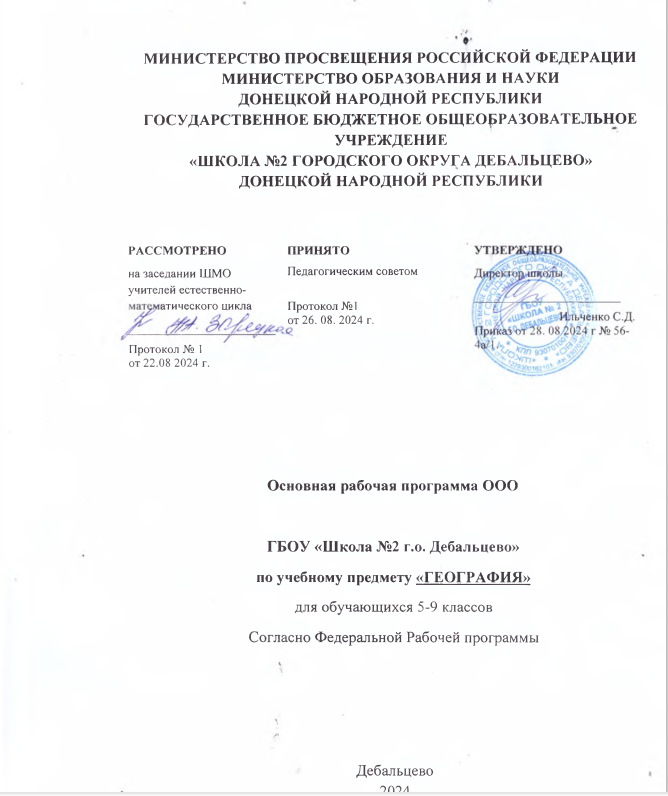 МИНИСТЕРСТВО ПРОСВЕЩЕНИЯ РОССИЙСКОЙ ФЕДЕРАЦИИ
МИНИСТЕРСТВО ОБРАЗОВАНИЯ И НАУКИ
ДОНЕЦКОЙ НАРОДНОЙ РЕСПУБЛИКИ
ГОСУДАРСТВЕННОЕ БЮДЖЕТНОЕ ОБЩЕОБРАЗОВАТЕЛЬНОЕ
УЧРЕЖДЕНИЕ
«ШКОЛА №2 ГОРОДСКОГО ОКРУГА ДЕБАЛЬЦЕВО»
ДОНЕЦКОЙ НАРОДНОЙ РЕСПУБЛИКИ
РАССМОТРЕНО
на заседании ШМО
учителей естественно-
математического цикла
Протокол № 1
от 22.08 2024 г.
ПРИНЯТО
Педагогическим советом
Протокол №1
от 26. 08. 2024 г.
УТВЕРЖДЕНО
Директор школы
Ильченко С.Д.
Приказ от 28. 08 2024 г № 56-
4а/1
Основная рабочая программа ООО
ГБОУ «Школа №2 г.о. Дебальцево»
по учебному предмету «ГЕОГРАФИЯ»
для обучающихся 5-9 классов
Согласно Федеральной Рабочей программы
Дебальцево
2024